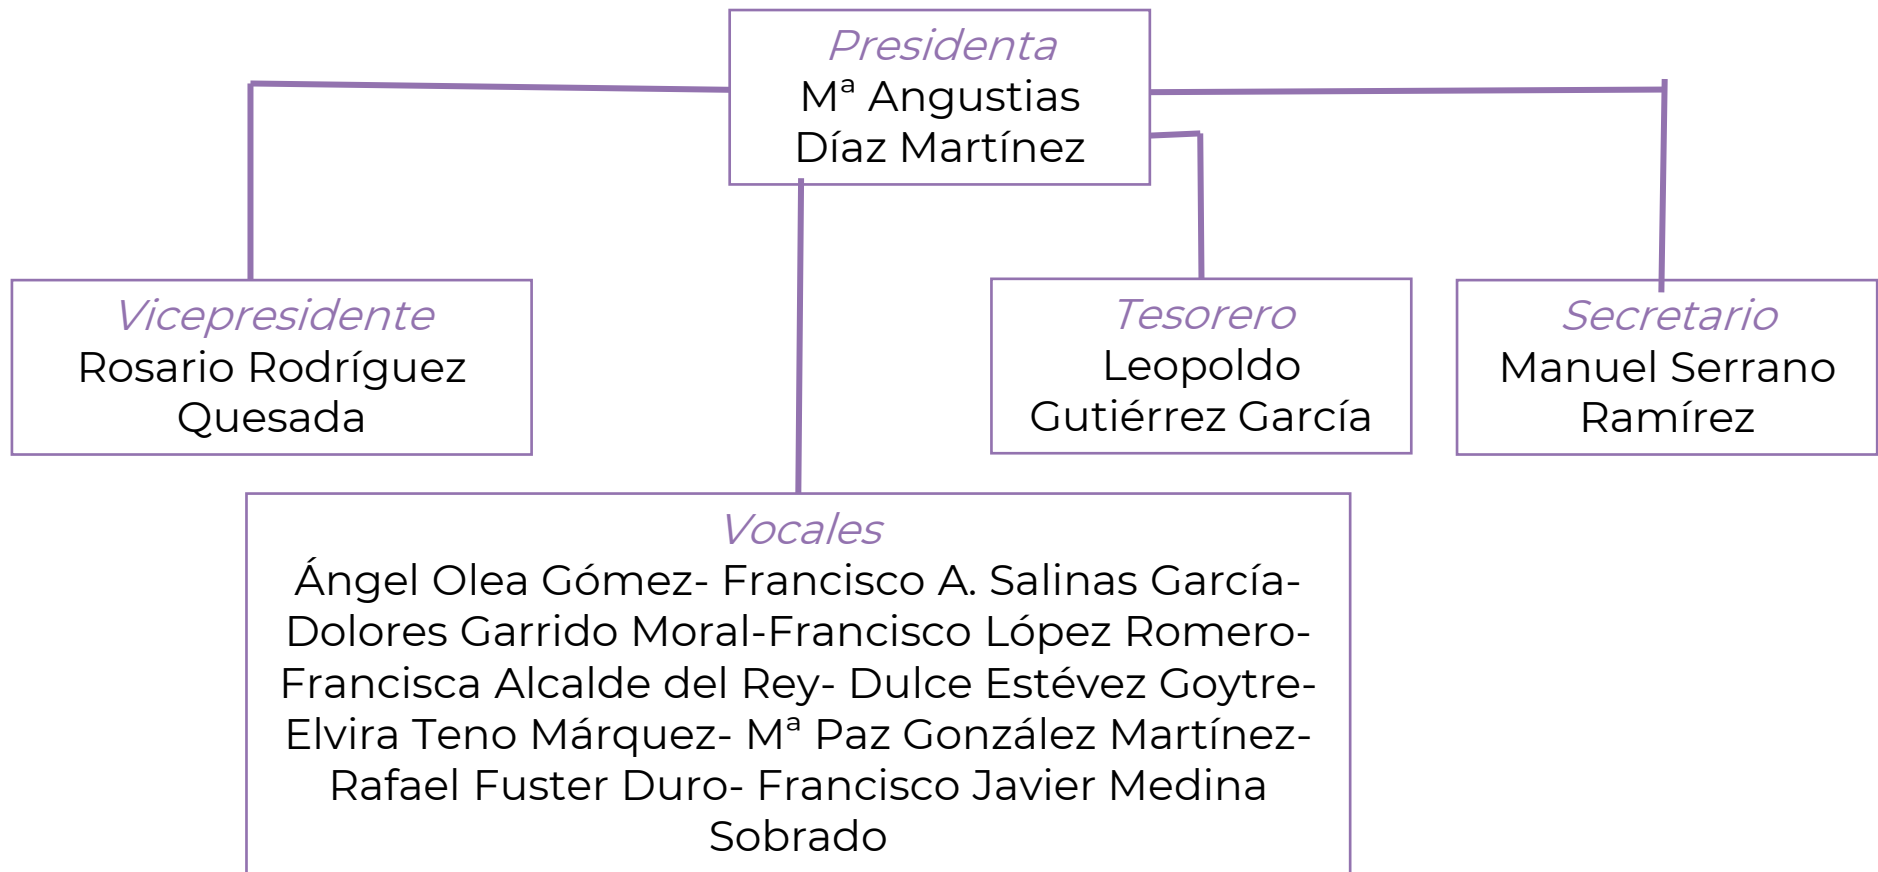 Presidenta
Mª Angustias
Díaz Martínez
Vicepresidente
Rosario Rodríguez
Quesada
Tesorero
Leopoldo
Gutiérrez García
Secretario
Manuel Serrano
Ramírez
Vocales
Ángel Olea Gómez- Francisco A. Salinas García-
Dolores Garrido Moral-Francisco López Romero-
Francisca Alcalde del Rey- Dulce Estévez Goytre-
Elvira Teno Márquez- Mª Paz González Martínez-
Rafael Fuster Duro- Francisco Javier Medina
Sobrado